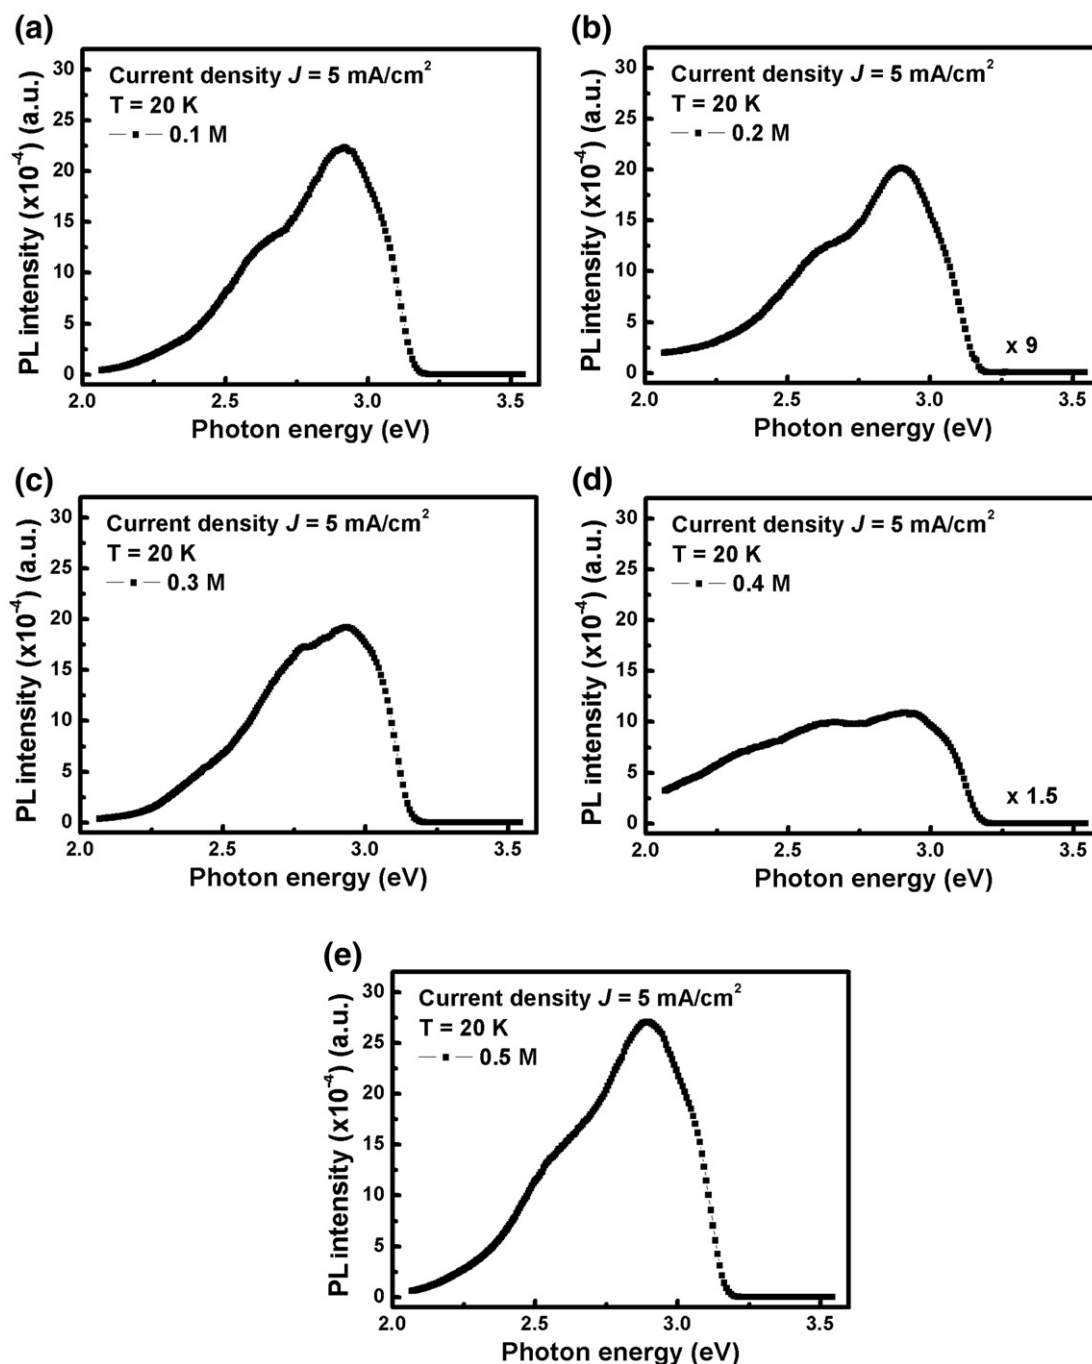 (a)
PL intensity (x10⁻⁴) (a.u.)
30
25
20
15
10
5
0
Current density J = 5 mA/cm²
T = 20 K
0.1 M
2.0 2.5 3.0 3.5
Photon energy (eV)
(b)
PL intensity (x10⁻⁴) (a.u.)
30
25
20
15
10
5
0
Current density J = 5 mA/cm²
T = 20 K
0.2 M
x 9
2.0 2.5 3.0 3.5
Photon energy (eV)
(c)
PL intensity (x10⁻⁴) (a.u.)
30
25
20
15
10
5
0
Current density J = 5 mA/cm²
T = 20 K
0.3 M
2.0 2.5 3.0 3.5
Photon energy (eV)
(d)
PL intensity (x10⁻⁴) (a.u.)
30
25
20
15
10
5
0
Current density J = 5 mA/cm²
T = 20 K
0.4 M
x 1.5
2.0 2.5 3.0 3.5
Photon energy (eV)
(e)
PL intensity (x10⁻⁴) (a.u.)
30
25
20
15
10
5
0
Current density J = 5 mA/cm²
T = 20 K
0.5 M
2.0 2.5 3.0 3.5
Photon energy (eV)